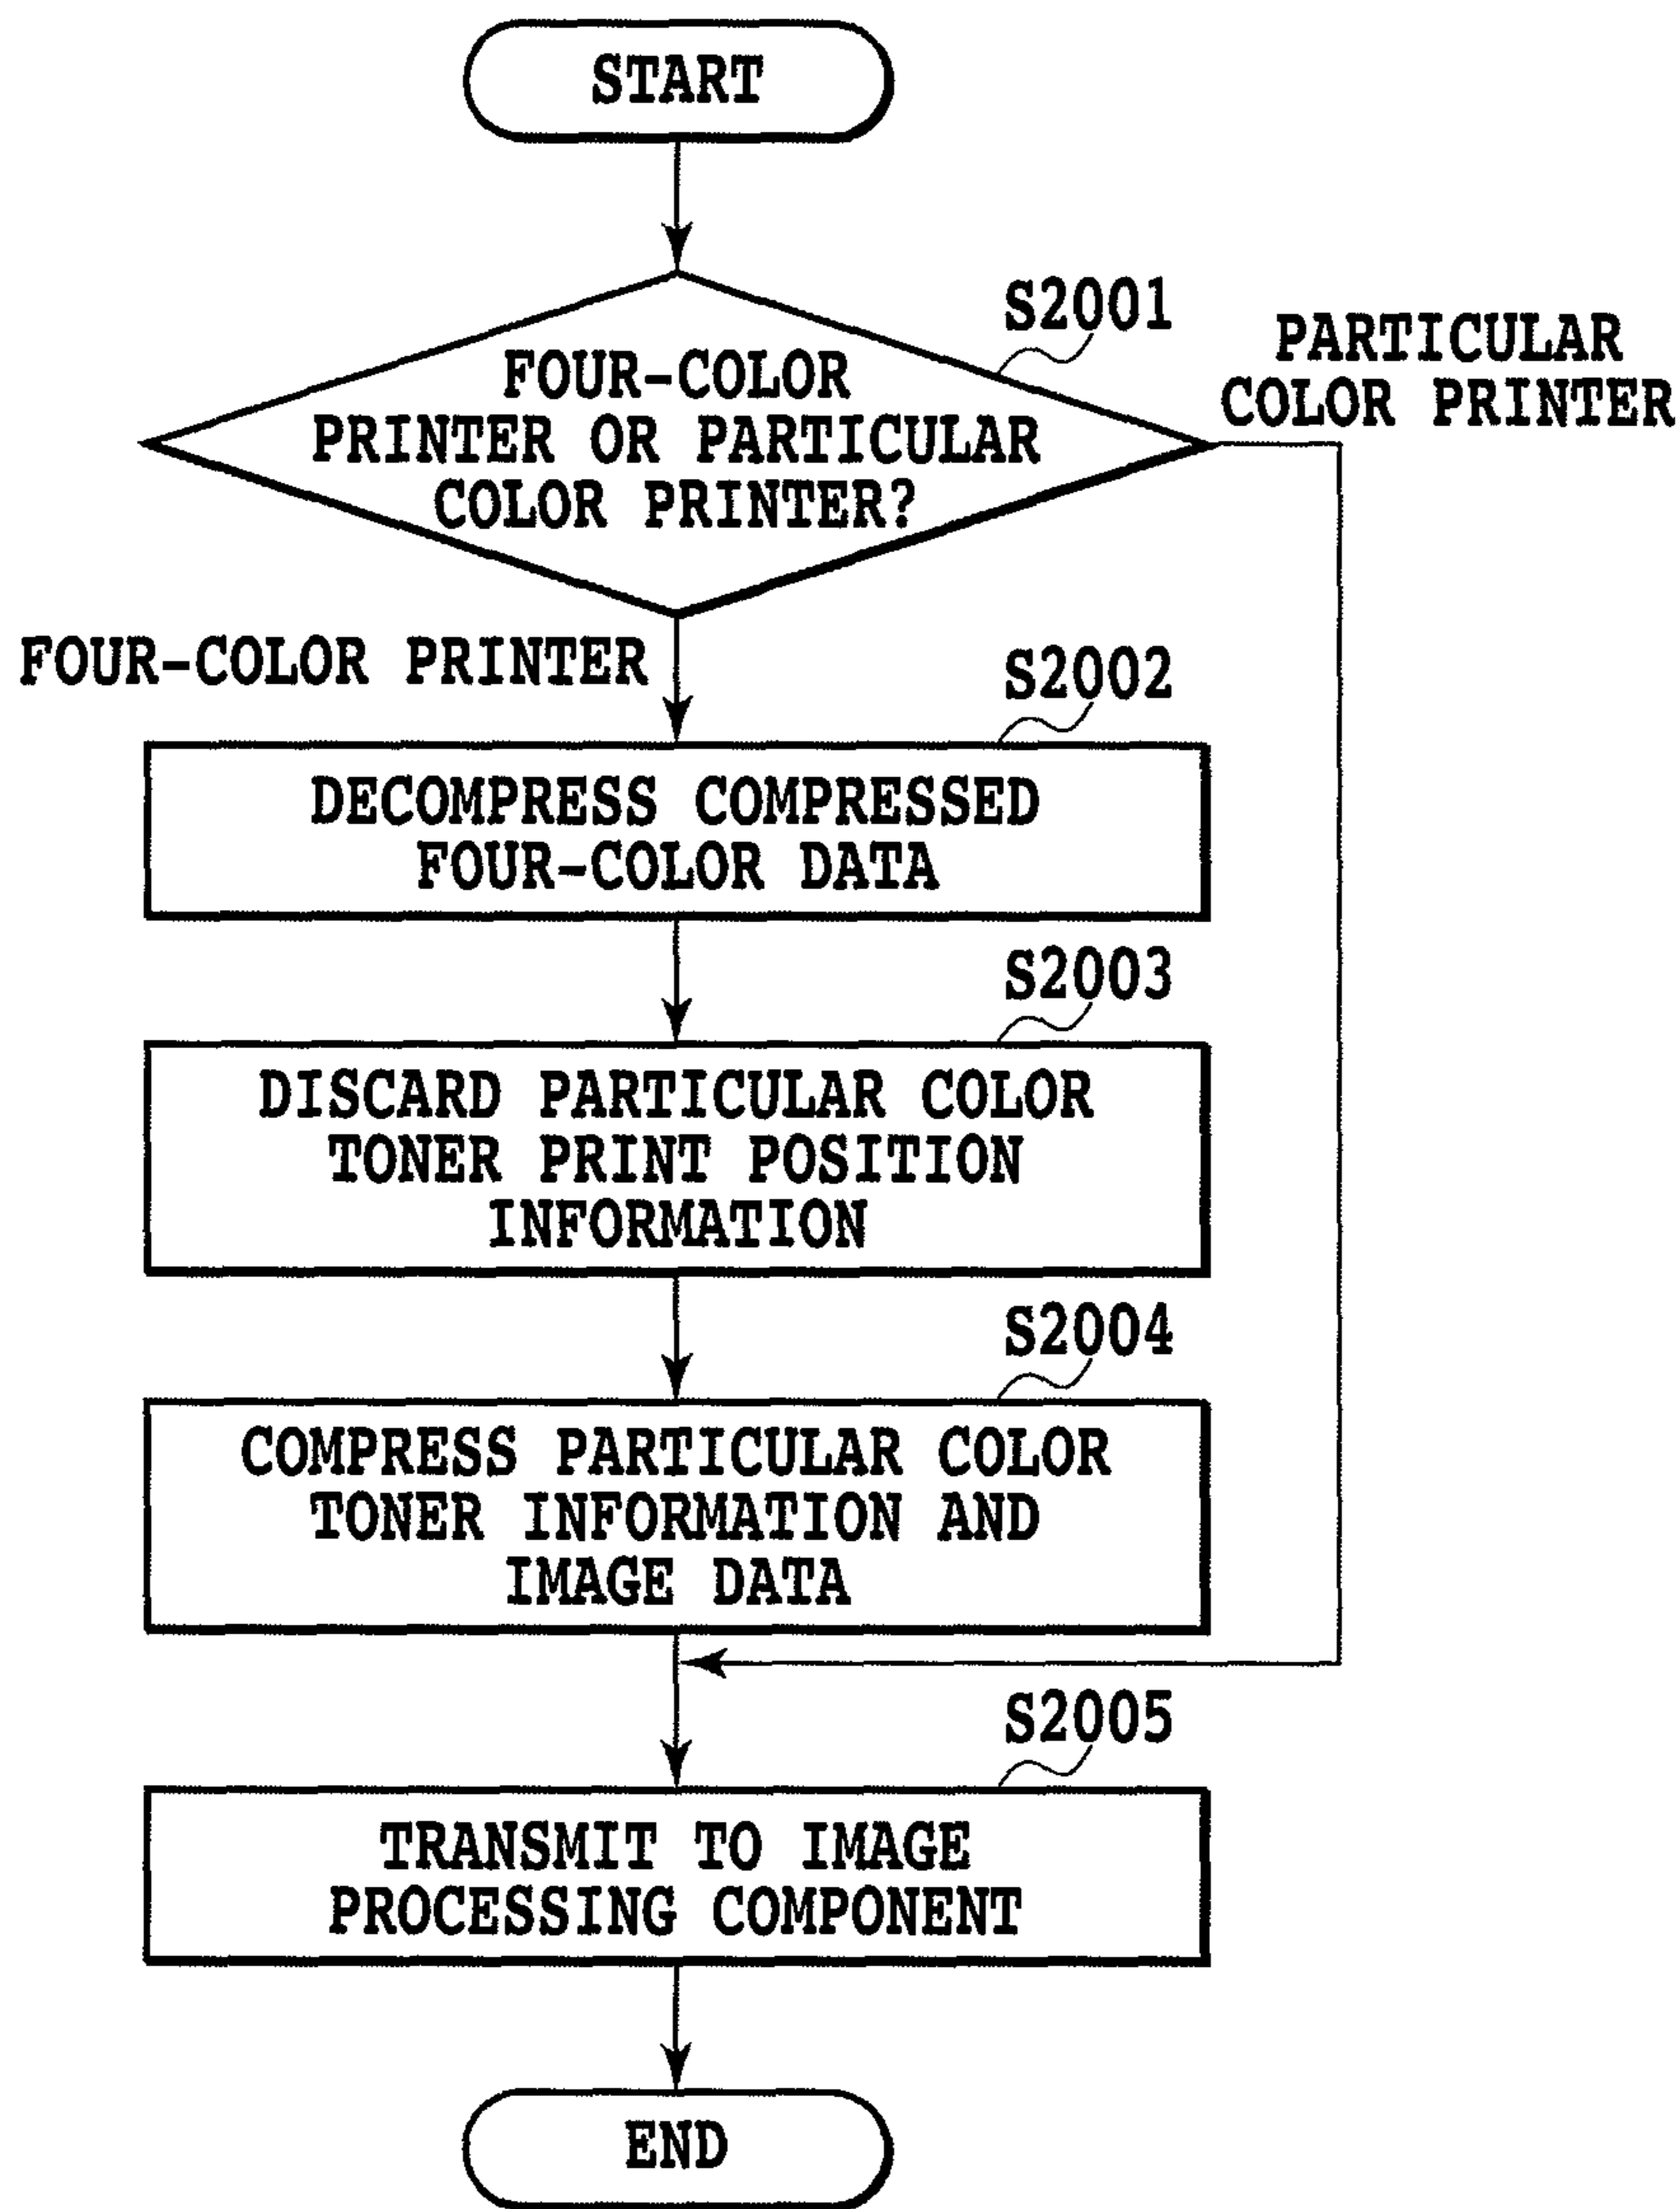 START
S2001
PARTICULAR
COLOR PRINTER
FOUR-COLOR
PRINTER OR PARTICULAR
COLOR PRINTER?
FOUR-COLOR PRINTER
S2002
DECOMPRESS COMPRESSED
FOUR-COLOR DATA
S2003
DISCARD PARTICULAR COLOR
TONER PRINT POSITION
INFORMATION
S2004
COMPRESS PARTICULAR COLOR
TONER INFORMATION AND
IMAGE DATA
S2005
TRANSMIT TO IMAGE
PROCESSING COMPONENT
END